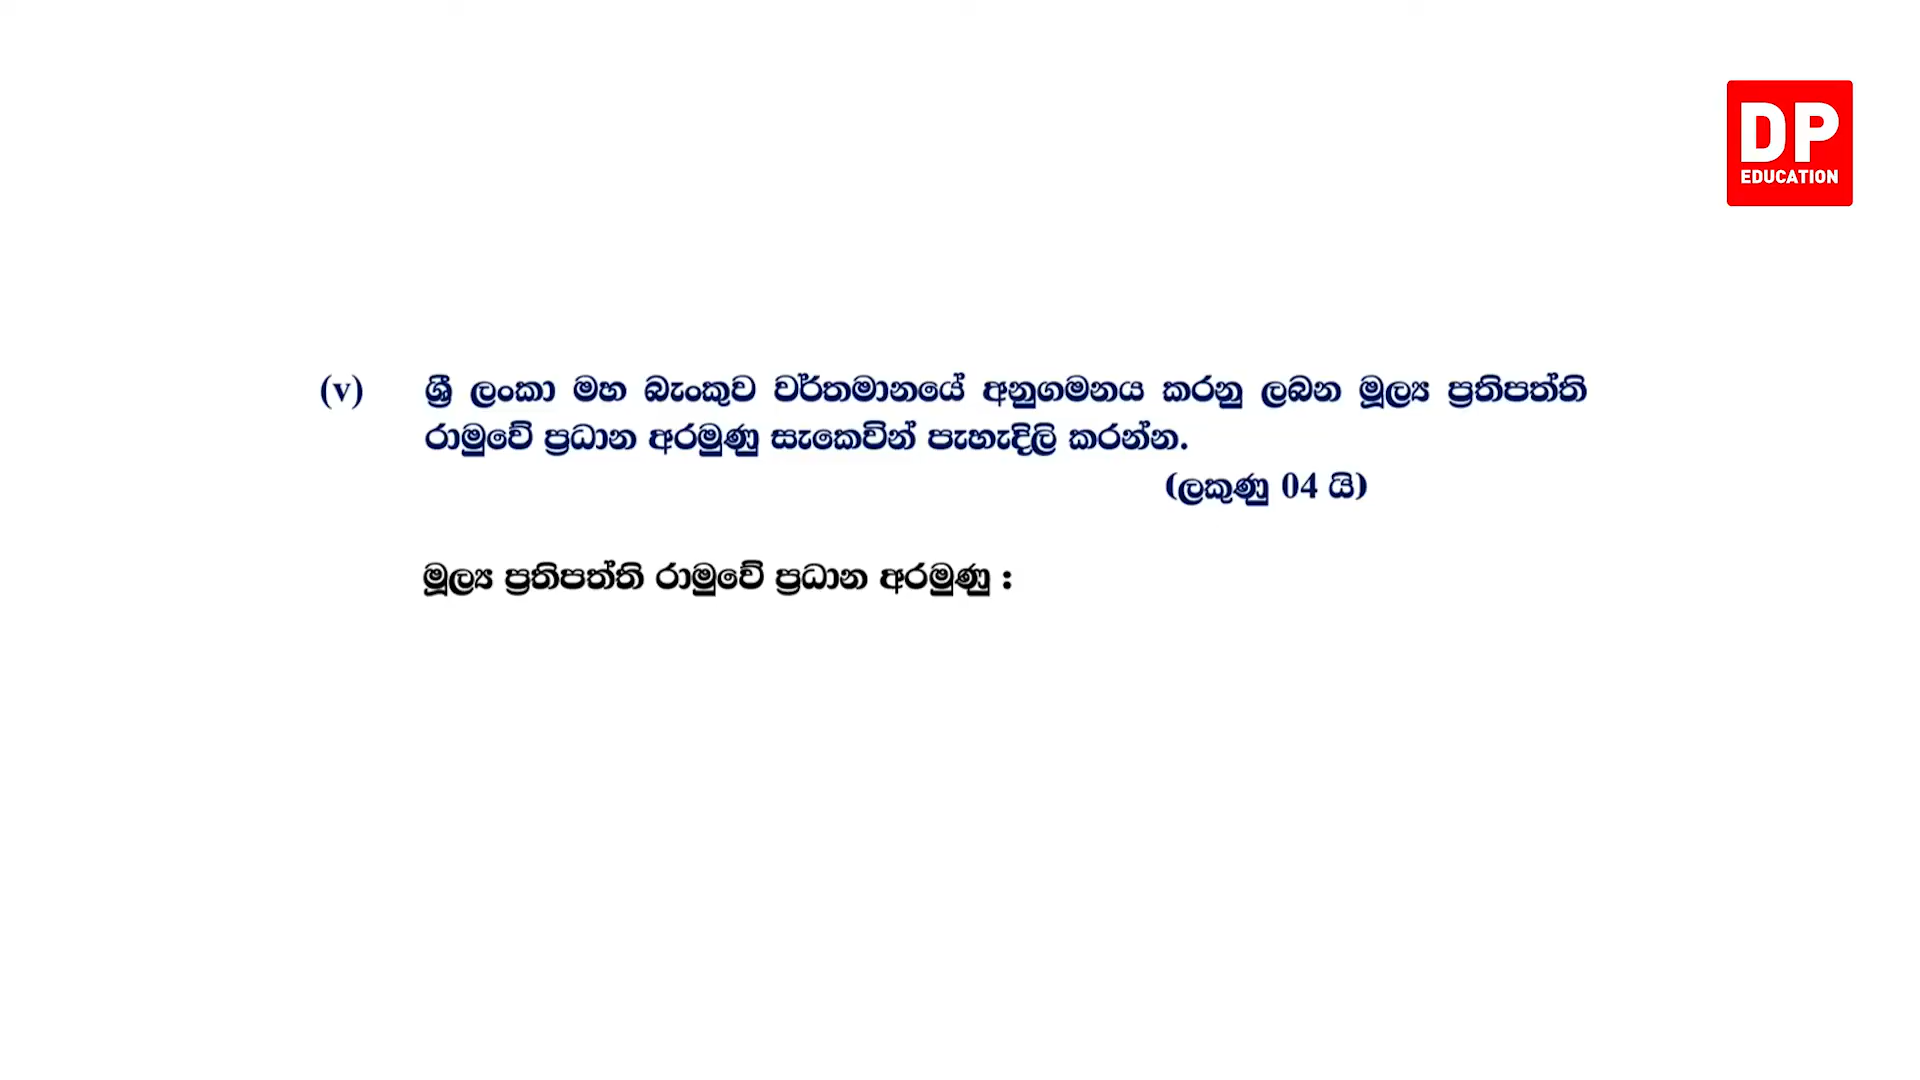 DP
EDUCATION
(v) ශ්‍රී ලංකා මහ බැංකුව වර්තමානයේ අනුගමනය කරනු ලබන මූල්‍ය ප්‍රතිපත්ති
රාමුවේ ප්‍රධාන අරමුණු සැකෙවින් පැහැදිලි කරන්න.
(ලකුණු 04 යි)
මූල්‍ය ප්‍රතිපත්ති රාමුවේ ප්‍රධාන අරමුණු :